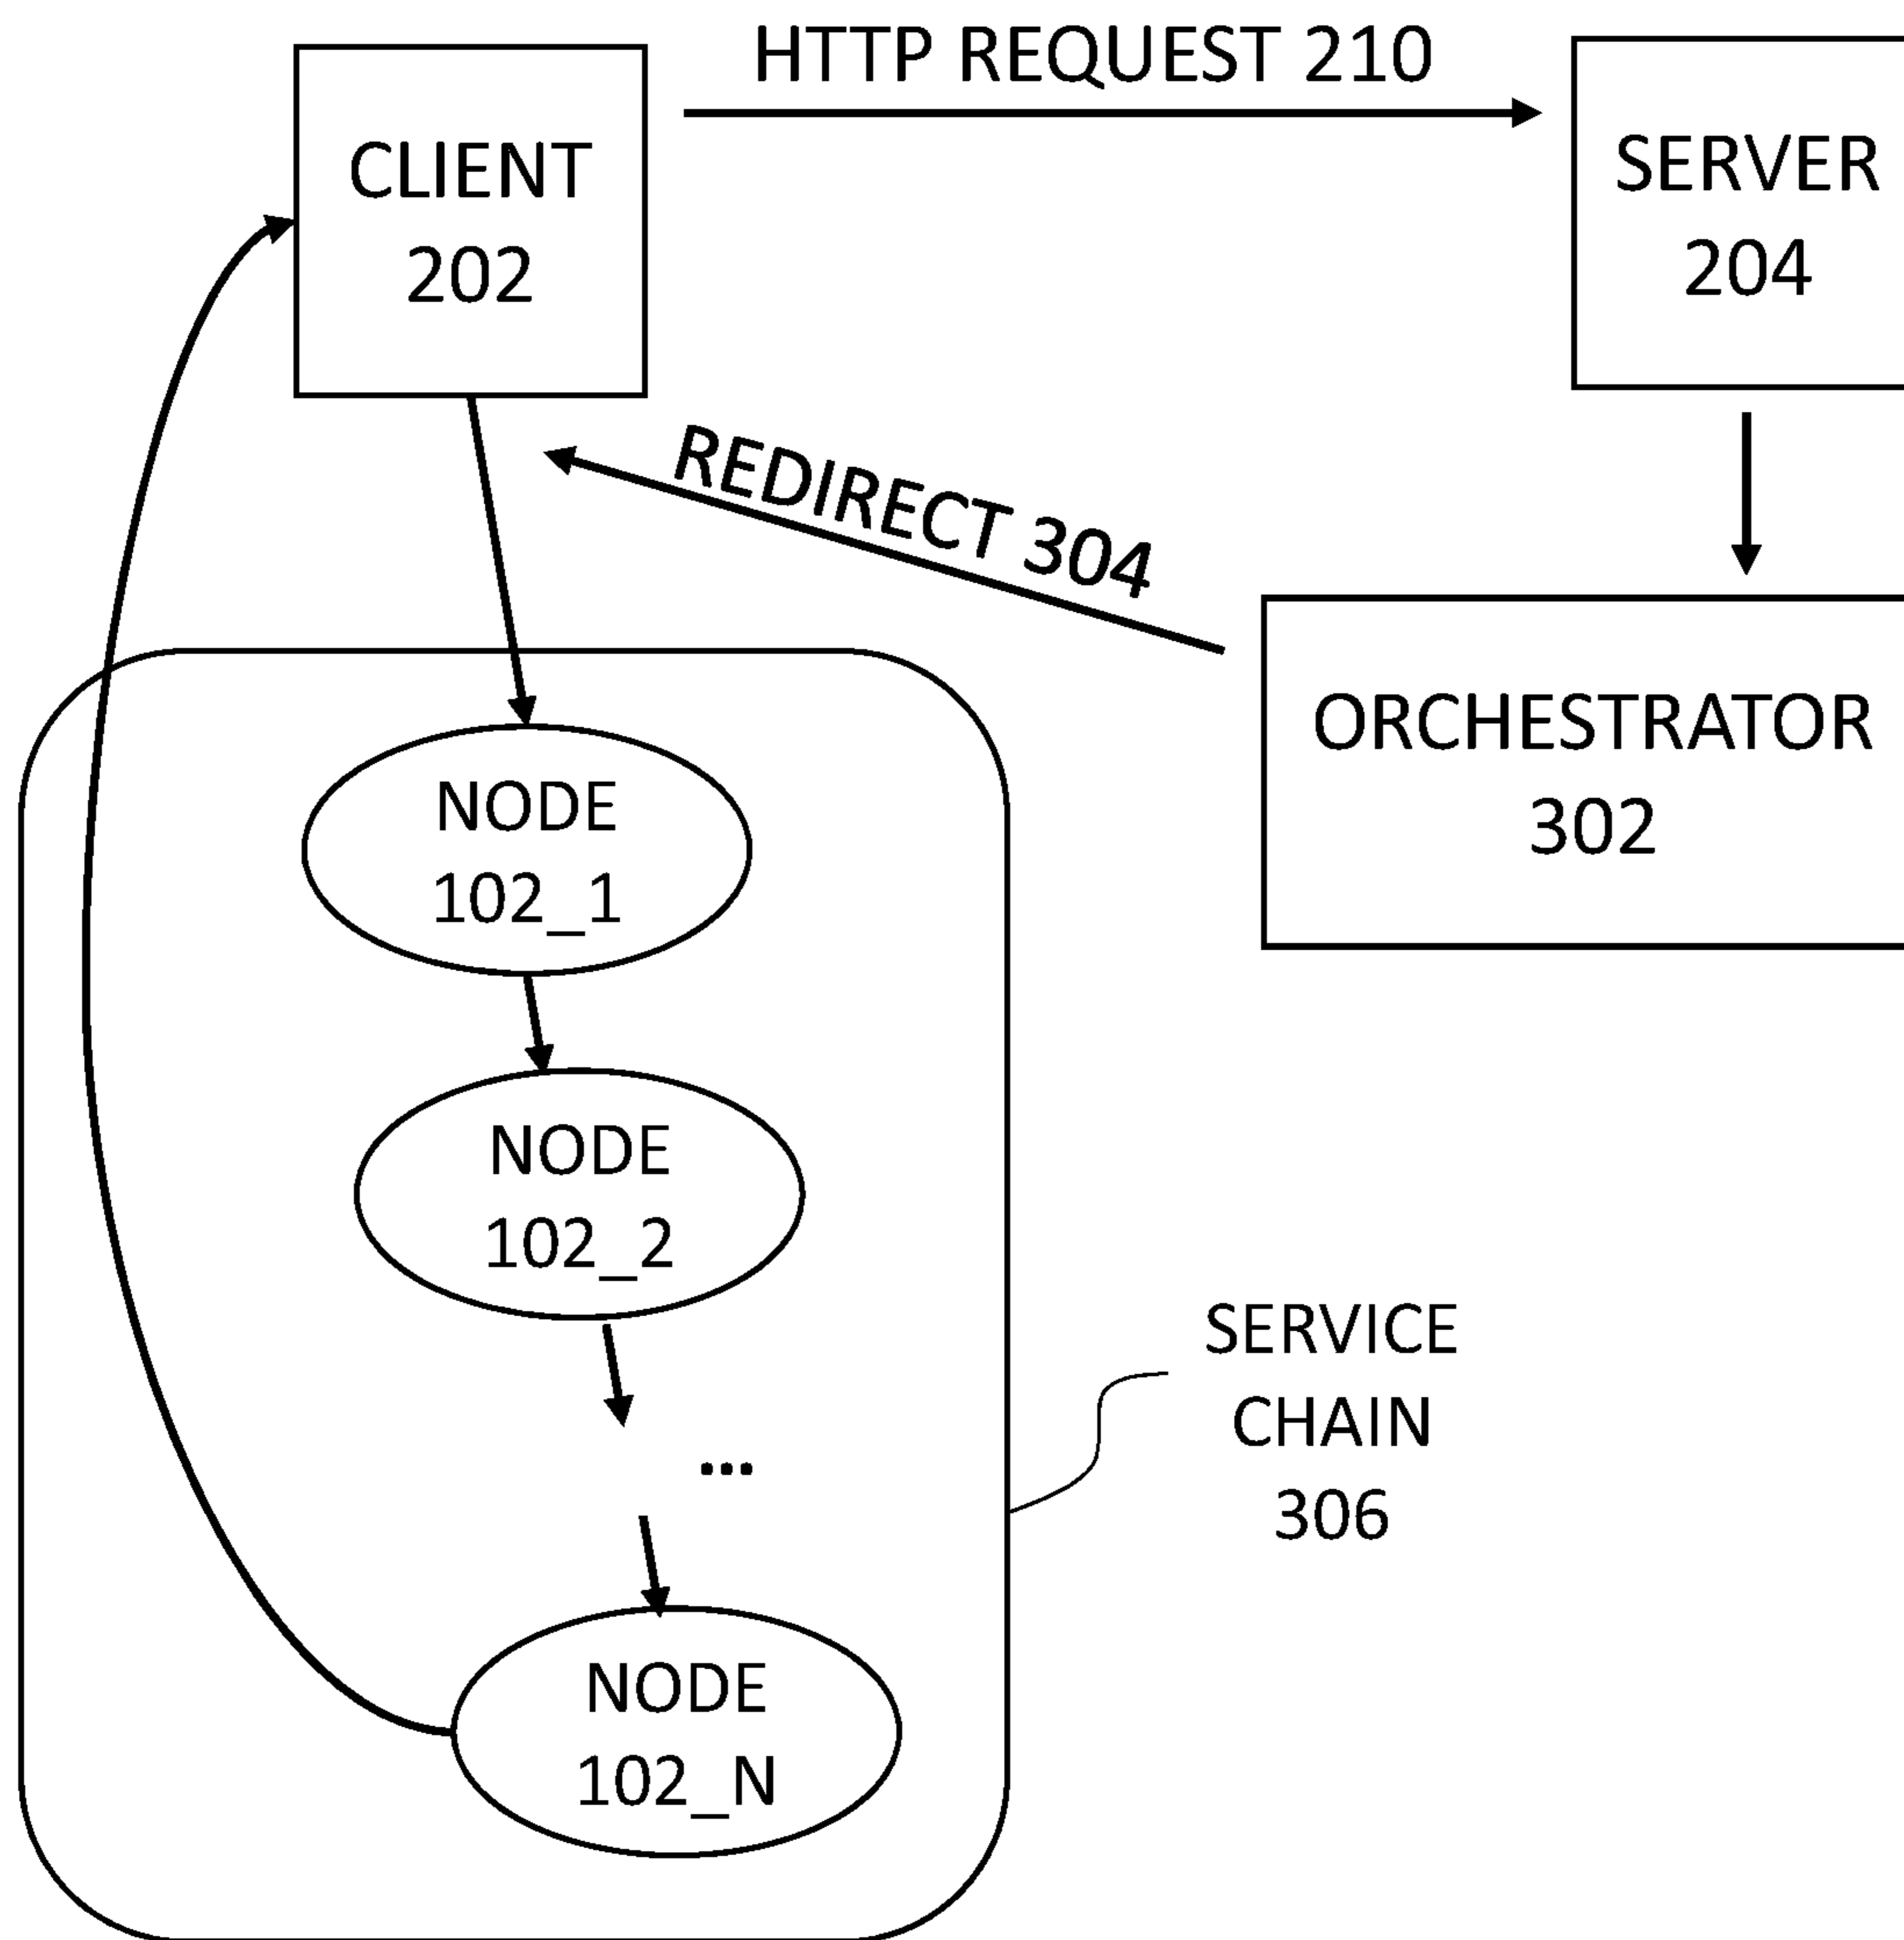 HTTP REQUEST 210
CLIENT
202
SERVER
204
REDIRECT 304
ORCHESTRATOR
302
NODE
102_1
NODE
102_2
...
NODE
102_N
SERVICE
CHAIN
306